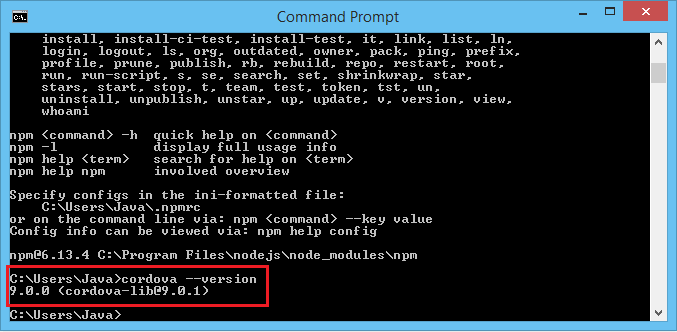 Command Prompt
install, install-ci-test, install-test, it, link, list, ln,
login, logout, ls, org, outdated, owner, pack, ping, prefix,
profile, prune, publish, rb, rebuild, repo, restart, root,
run, run-script, s, se, search, set, shrinkwrap, star,
stars, start, stop, t, team, test, token, tst, un,
uninstall, unpublish, unstar, up, update, v, version, view,
whoami
npm <command> -h quick help on <command>
npm -l display full usage info
npm help <term> search for help on <term>
npm help npm involved overview
Specify configs in the ini-formatted file:
C:\Users\Java\.npmrc
or on the command line via: npm <command> --key value
Config info can be viewed via: npm help config
npm@6.13.4 C:\Program Files\nodejs\node_modules\npm
C:\Users\Java>cordova --version
9.0.0 (cordova-lib@9.0.1)
C:\Users\Java>